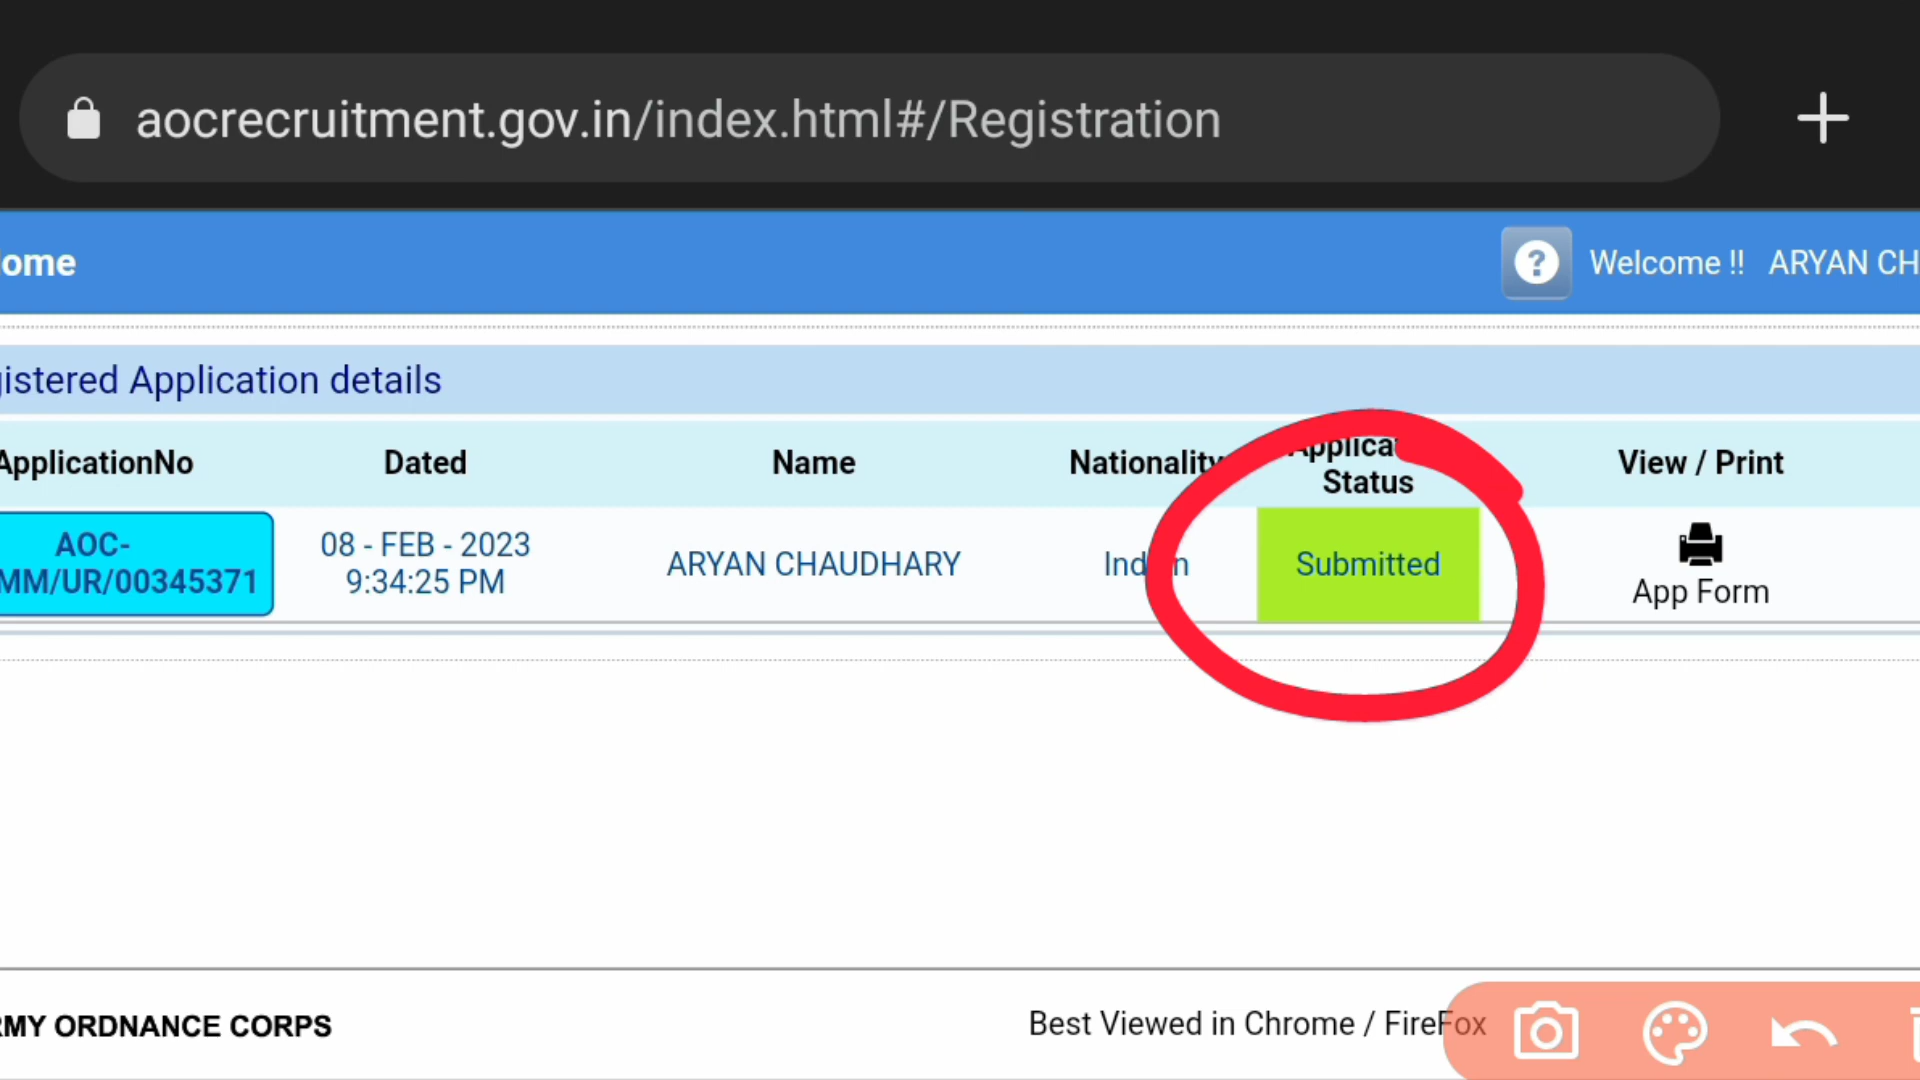 aocrecruitment.gov.in/index.html#/Registration
ome
Welcome !! ARYAN CH
istered Application details
ApplicationNo Dated Name Nationality Applica Status View / Print
AOC-
MM/UR/00345371
08 - FEB - 2023
9:34:25 PM
ARYAN CHAUDHARY
Ind n
Submitted
App Form
RMY ORDNANCE CORPS
Best Viewed in Chrome / FireFox